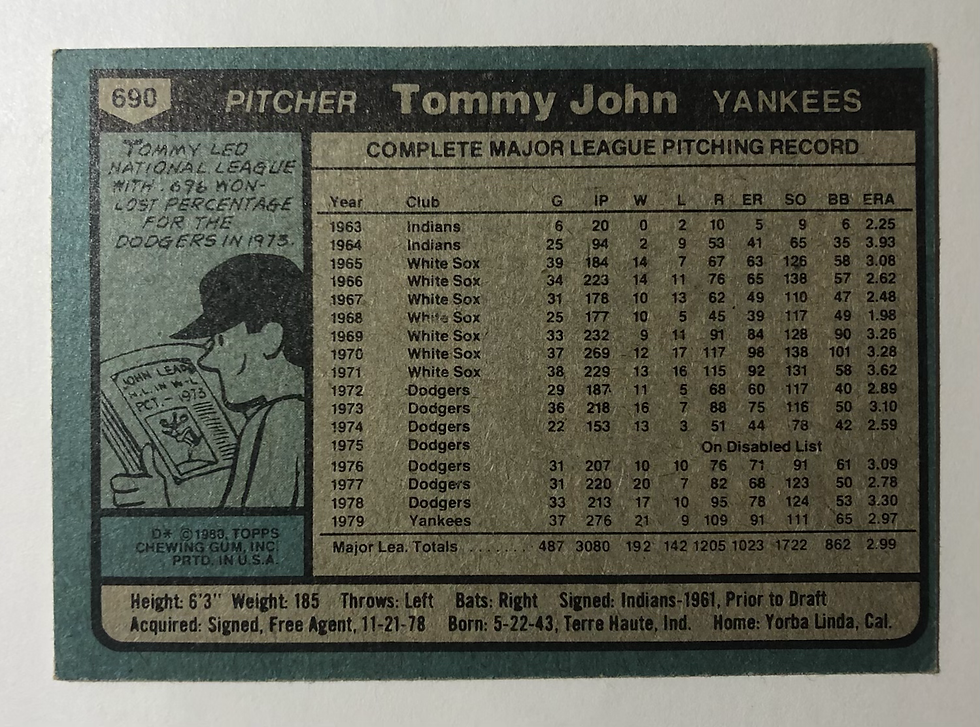 690 PITCHER Tommy John YANKEES
TOMMY LED
NATIONAL LEAGUE
WITH .696 WON-
LOST PERCENTAGE
FOR THE
DODGERS IN 1973.
JOHN LEADS
N.L. IN W-L
PCT. - 1973
D* © 1980, TOPPS
CHEWING GUM, INC.
PRTD. IN U.S.A.
COMPLETE MAJOR LEAGUE PITCHING RECORD
Year Club G IP W L R ER SO BB ERA
1963 Indians 6 20 0 2 10 5 9 6 2.25
1964 Indians 25 94 2 9 53 41 65 35 3.93
1965 White Sox 39 184 14 7 67 63 126 58 3.08
1966 White Sox 34 223 14 11 76 65 138 57 2.62
1967 White Sox 31 178 10 13 62 49 110 47 2.48
1968 White Sox 25 177 10 5 45 39 117 49 1.98
1969 White Sox 33 232 9 11 91 84 128 90 3.26
1970 White Sox 37 269 12 17 117 98 138 101 3.28
1971 White Sox 38 229 13 16 115 92 131 58 3.62
1972 Dodgers 29 187 11 5 68 60 117 40 2.89
1973 Dodgers 36 218 16 7 88 75 116 50 3.10
1974 Dodgers 22 153 13 3 51 44 78 42 2.59
1975 Dodgers On Disabled List
1976 Dodgers 31 207 10 10 76 71 91 61 3.09
1977 Dodgers 31 220 20 7 82 68 123 50 2.78
1978 Dodgers 33 213 17 10 95 78 124 53 3.30
1979 Yankees 37 276 21 9 109 91 111 65 2.97
Major Lea. Totals ........ 487 3080 192 142 1205 1023 1722 862 2.99
Height: 6'3" Weight: 185 Throws: Left Bats: Right Signed: Indians-1961, Prior to Draft
Acquired: Signed, Free Agent, 11-21-78 Born: 5-22-43, Terre Haute, Ind. Home: Yorba Linda, Cal.